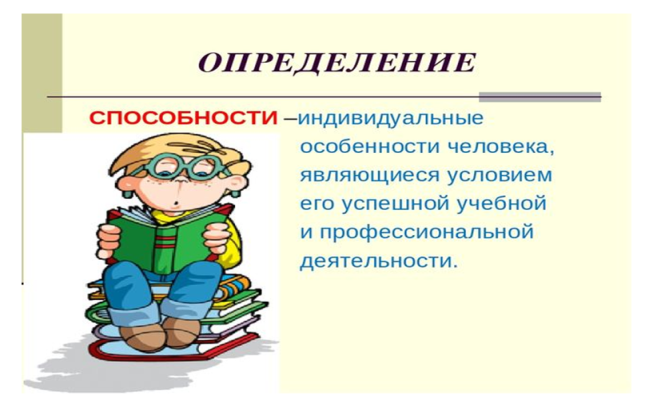 ОПРЕДЕЛЕНИЕ
СПОСОБНОСТИ –индивидуальные
особенности человека,
являющиеся условием
его успешной учебной
и профессиональной
деятельности.